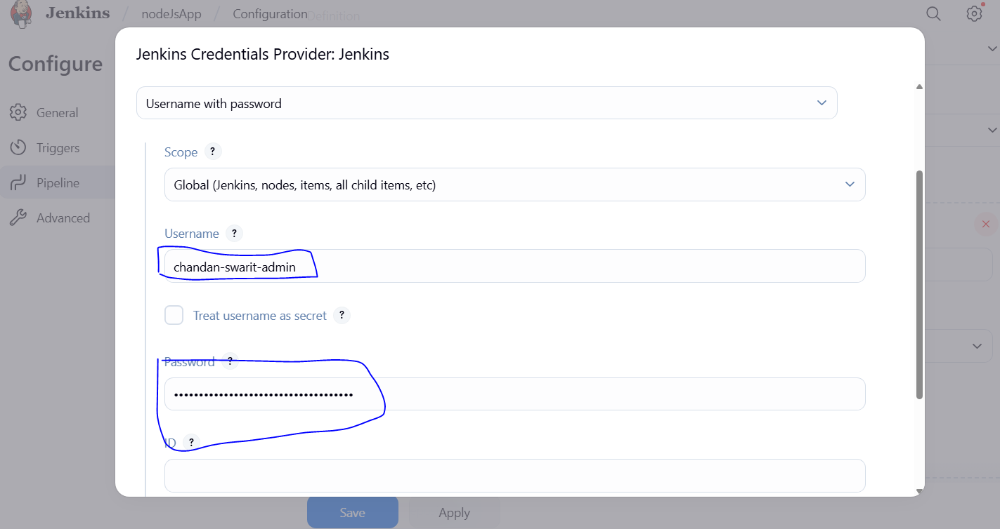 Jenkins / nodeJsApp / Configuration Definition
Configure
General
Triggers
Pipeline
Advanced
Jenkins Credentials Provider: Jenkins
Username with password
Scope ?
Global (Jenkins, nodes, items, all child items, etc)
Username ?
chandan-swarit-admin
Treat username as secret ?
Password ?
••••••••••••••••••••••••••••••••••••
ID ?
Save Apply